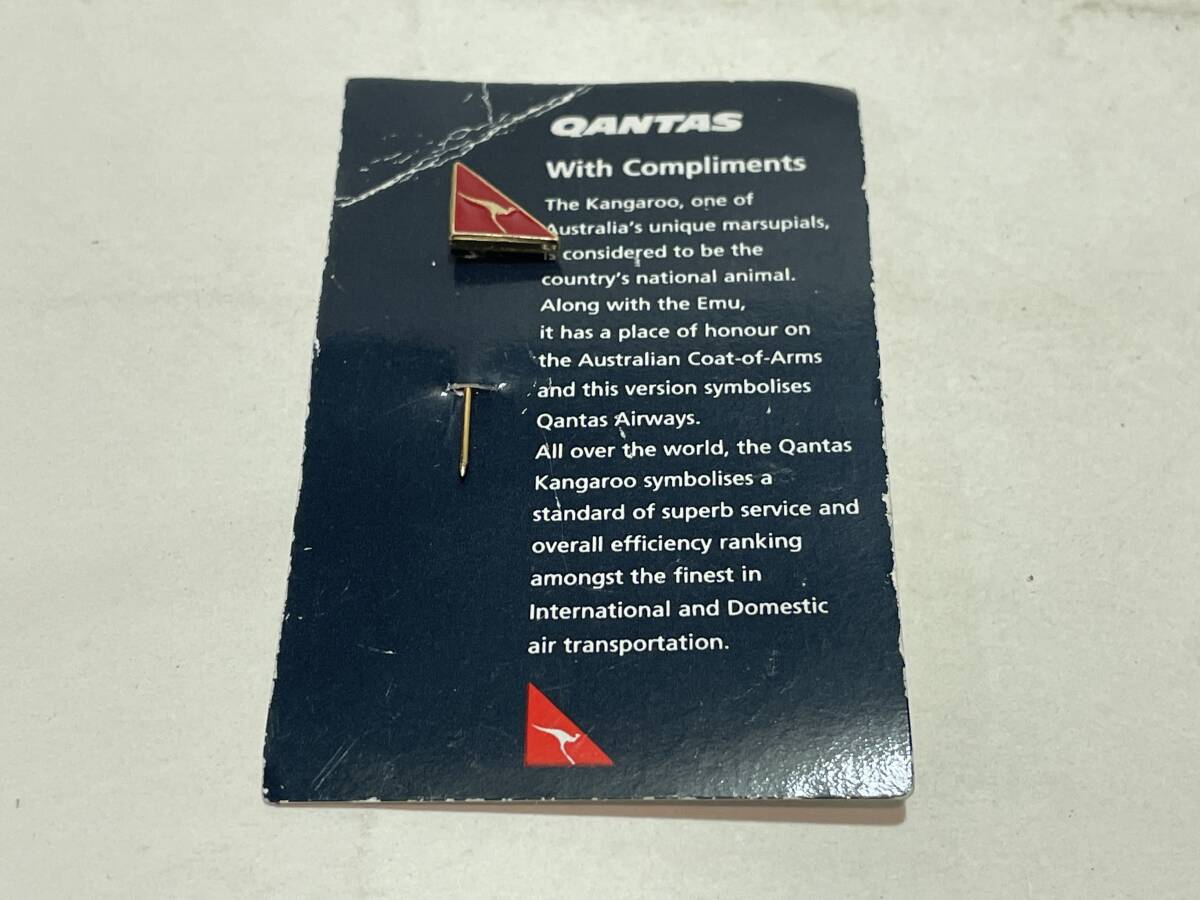 QANTAS
With Compliments
The Kangaroo, one of
Australia's unique marsupials,
is considered to be the
country's national animal.
Along with the Emu,
it has a place of honour on
the Australian Coat-of-Arms
and this version symbolises
Qantas Airways.
All over the world, the Qantas
Kangaroo symbolises a
standard of superb service and
overall efficiency ranking
amongst the finest in
International and Domestic
air transportation.